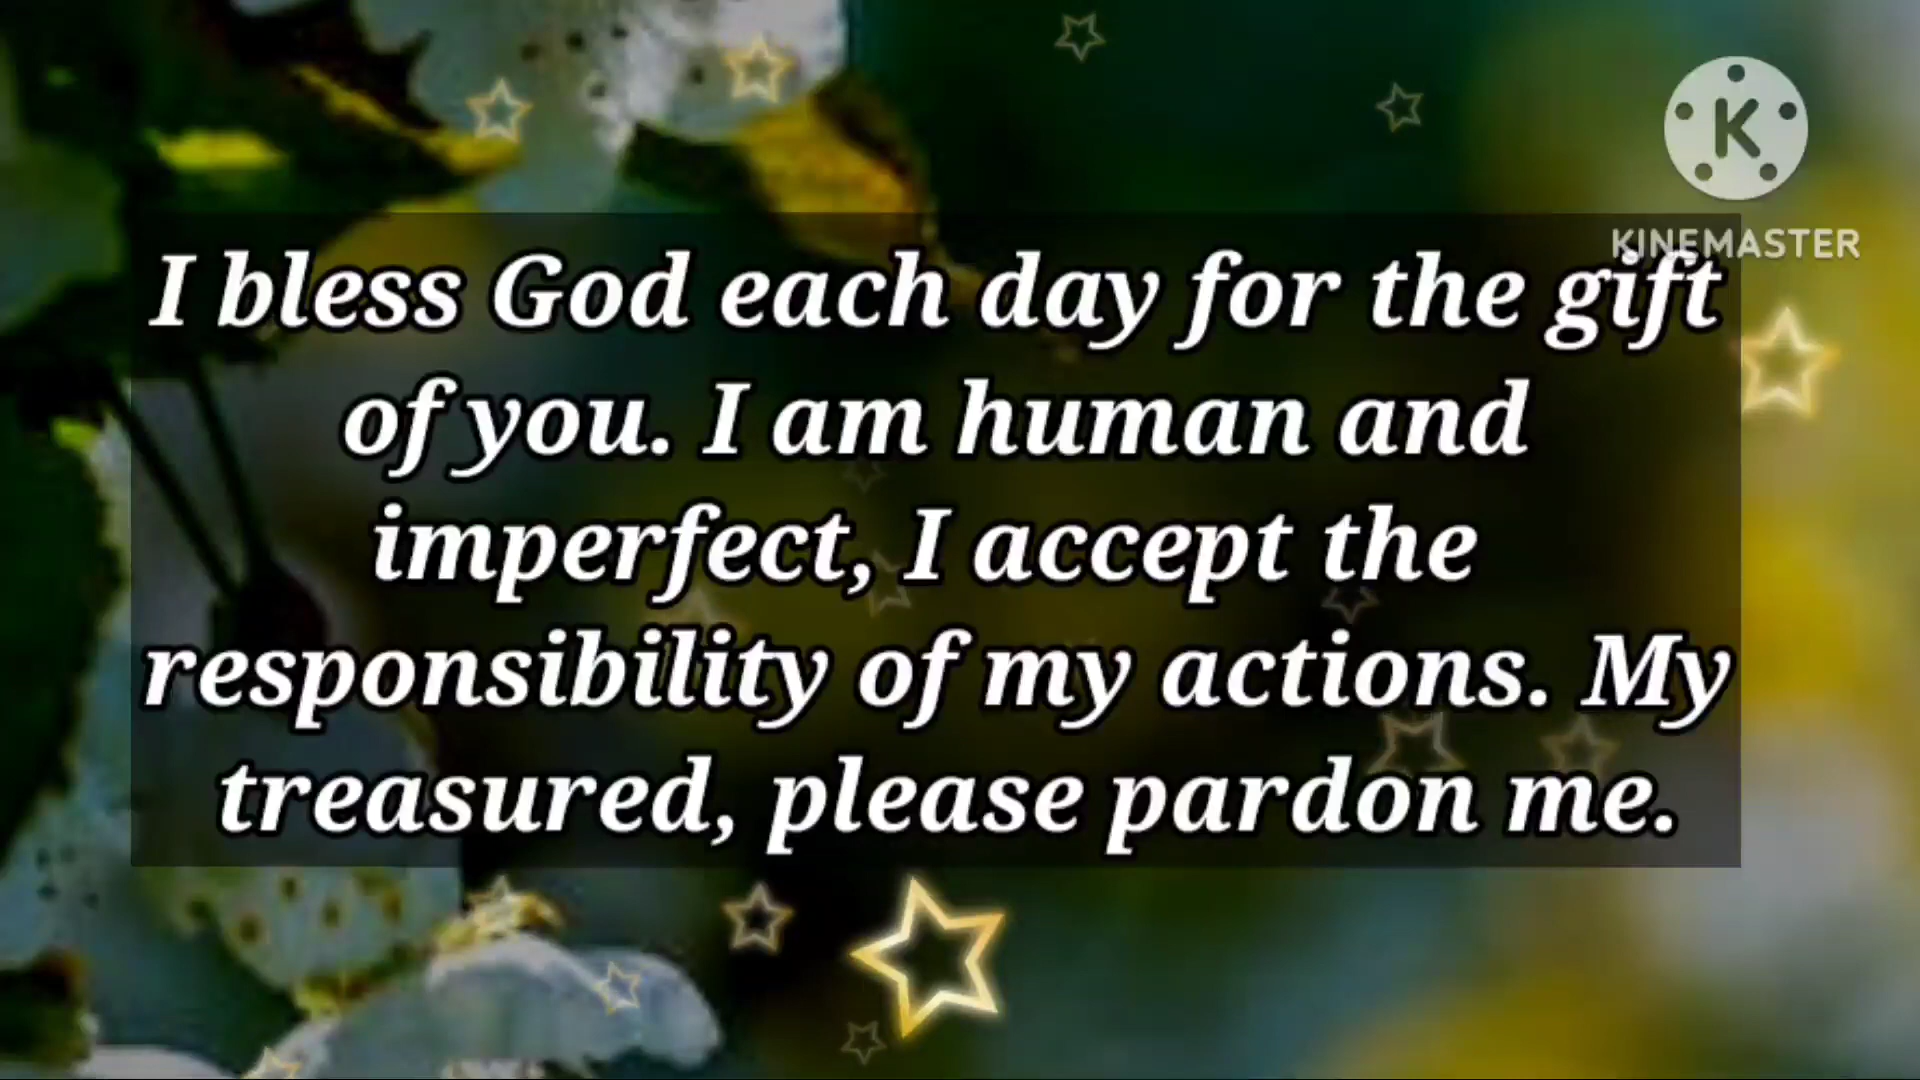 K
KINEMASTER
I bless God each day for the gift
of you. I am human and
imperfect, I accept the
responsibility of my actions. My
treasured, please pardon me.